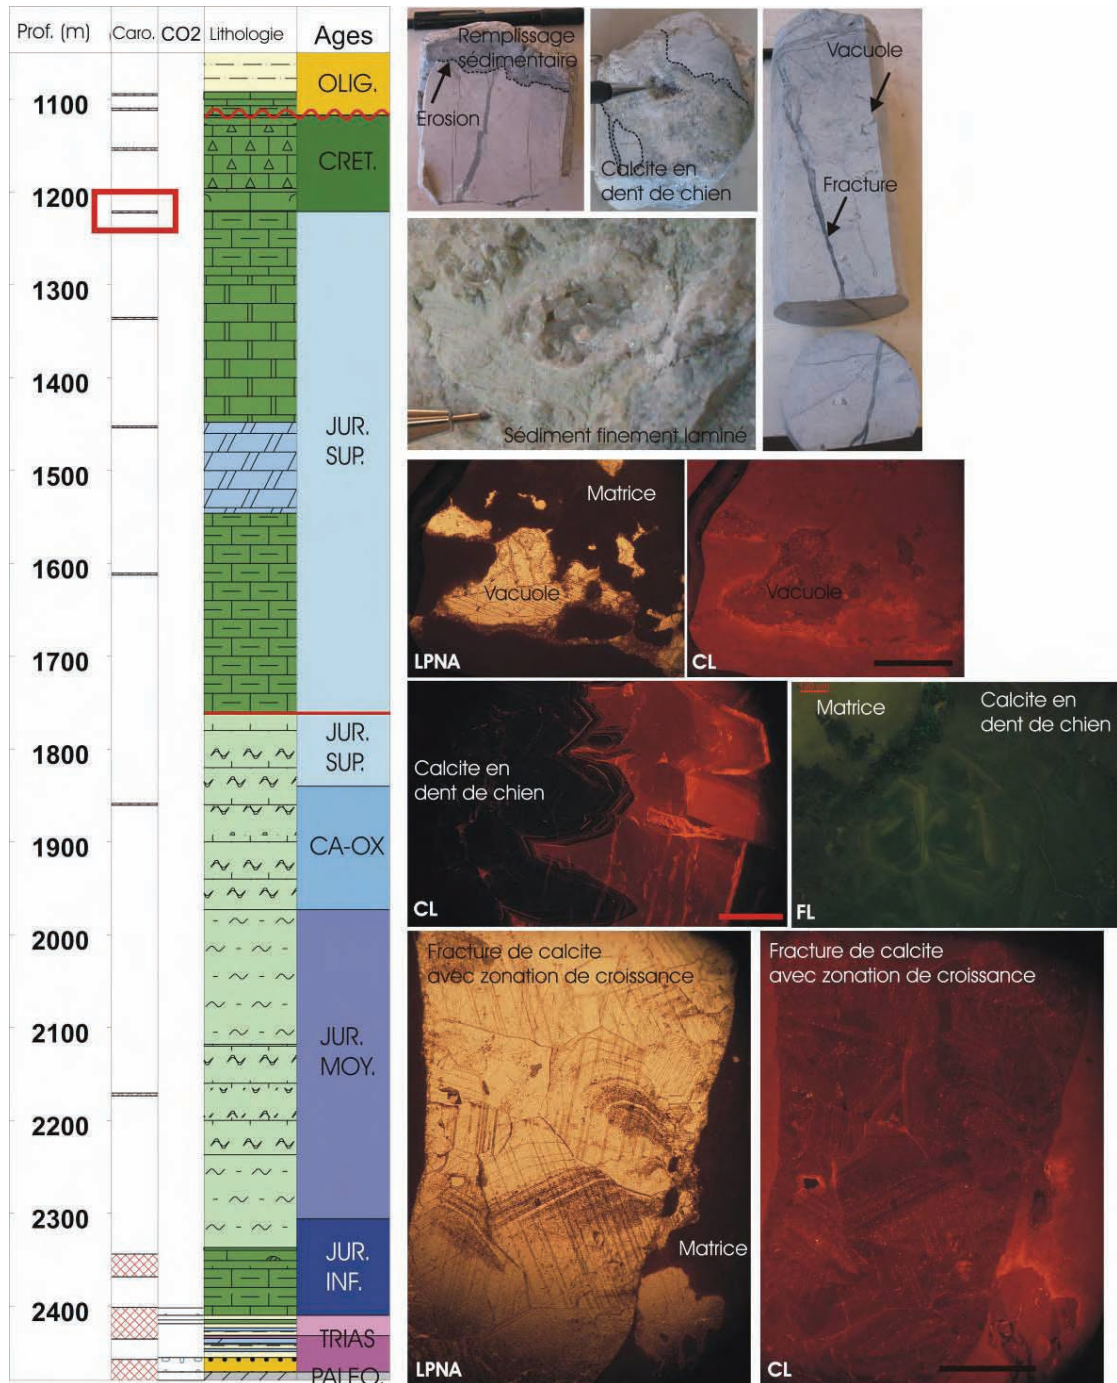 Prof. (m) Caro. CO2 Lithologie Ages
1100
1200
1300
1400
1500
1600
1700
1800
1900
2000
2100
2200
2300
2400
OLIG.
CRET.
JUR.
SUP.
JUR.
SUP.
CA-OX
JUR.
MOY.
JUR.
INF.
TRIAS
PALEO.
Remplissage
sédimentaire
Erosion
Calcite en
dent de chien
Vacuole
Fracture
Sédiment finement laminé
Matrice
Vacuole
LPNA
Vacuole
CL
Calcite en
dent de chien
CL
Matrice
Calcite en
dent de chien
FL
Fracture de calcite
avec zonation de croissance
Matrice
LPNA
Fracture de calcite
avec zonation de croissance
CL